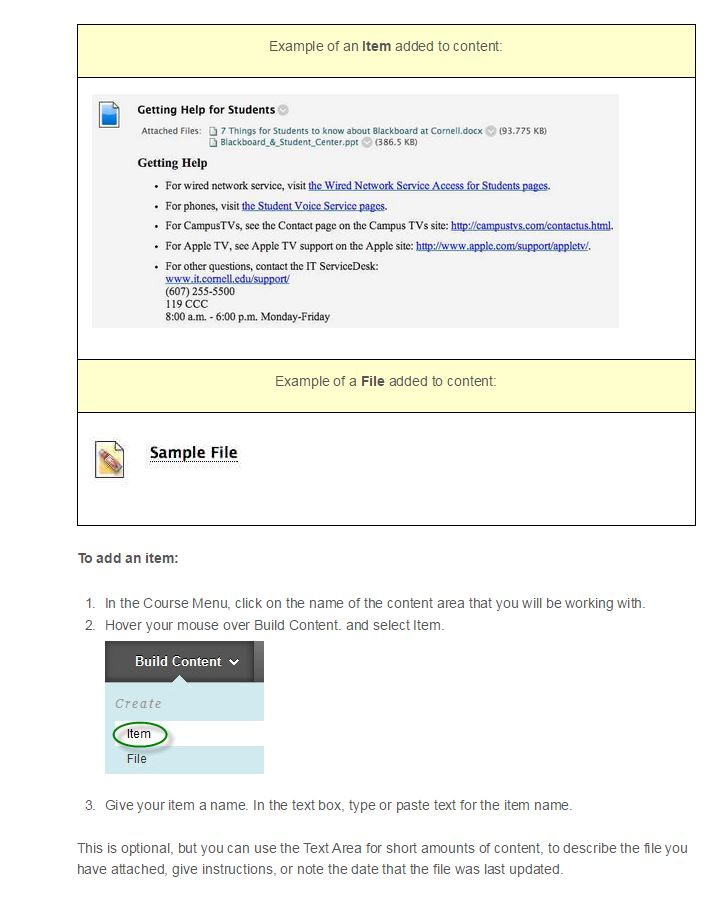 Example of an Item added to content:
Getting Help for Students
Attached Files: 7 Things for Students to know about Blackboard at Cornell.docx (93.775 KB)
Blackboard_&_Student_Center.ppt (386.5 KB)
Getting Help
• For wired network service, visit the Wired Network Service Access for Students pages.
• For phones, visit the Student Voice Service pages.
• For CampusTVs, see the Contact page on the Campus TVs site: http://campustvs.com/contactus.html.
• For Apple TV, see Apple TV support on the Apple site: http://www.apple.com/support/appletv/.
• For other questions, contact the IT ServiceDesk:
www.it.cornell.edu/support/
(607) 255-5500
119 CCC
8:00 a.m. - 6:00 p.m. Monday-Friday
Example of a File added to content:
Sample File
To add an item:
1. In the Course Menu, click on the name of the content area that you will be working with.
2. Hover your mouse over Build Content. and select Item.
Build Content
Create
Item
File
3. Give your item a name. In the text box, type or paste text for the item name.
This is optional, but you can use the Text Area for short amounts of content, to describe the file you
have attached, give instructions, or note the date that the file was last updated.